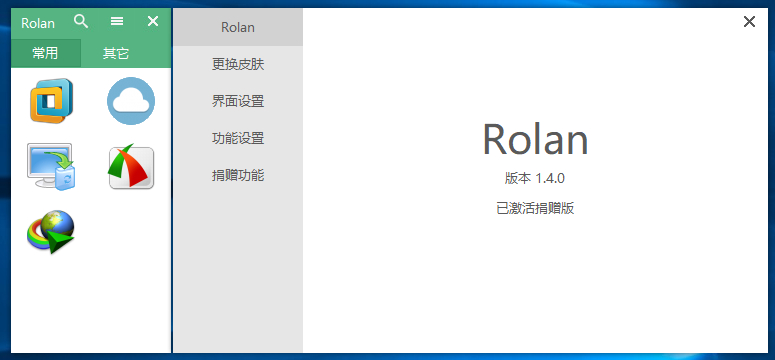 Rolan
常用 其它
Rolan
更换皮肤
界面设置
功能设置
捐赠功能
Rolan
版本 1.4.0
已激活捐赠版